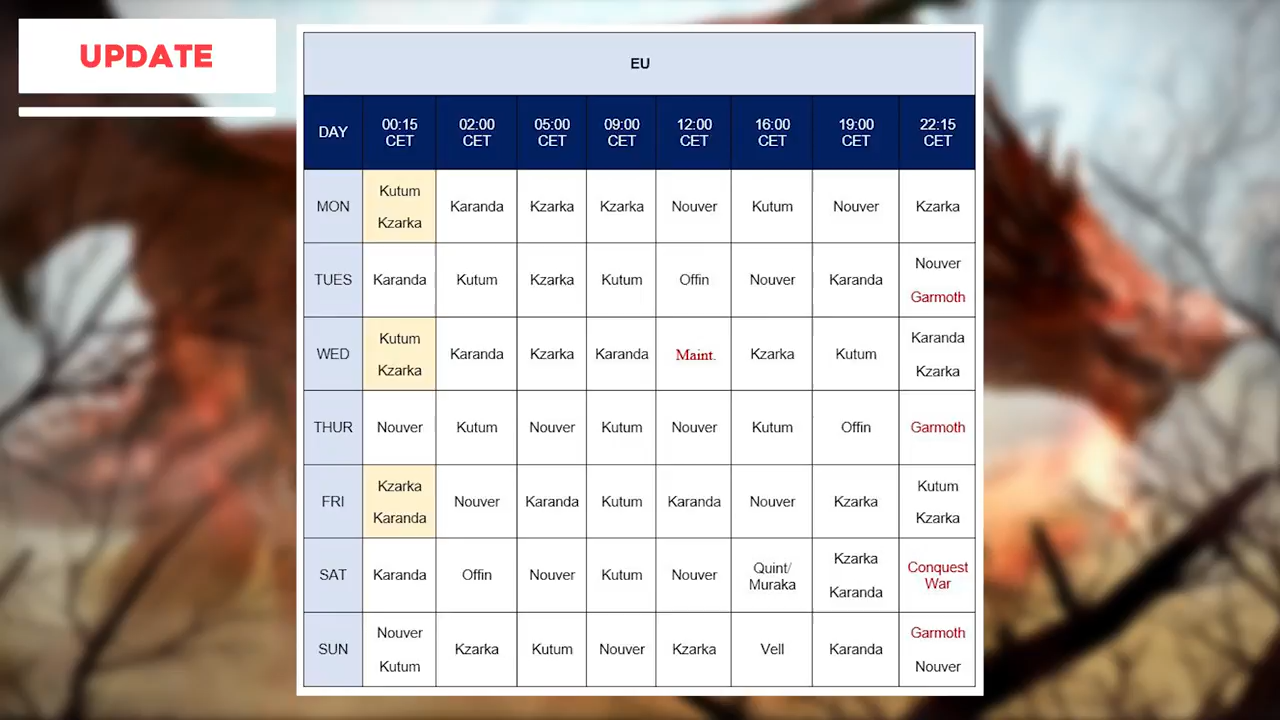 UPDATE
EU
DAY 00:15 CET 02:00 CET 05:00 CET 09:00 CET 12:00 CET 16:00 CET 19:00 CET 22:15 CET
MON Kutum Kzarka Karanda Kzarka Kzarka Nouver Kutum Nouver Kzarka
TUES Karanda Kutum Kzarka Kutum Offin Nouver Karanda Nouver Garmoth
WED Kutum Kzarka Karanda Kzarka Karanda Maint. Kzarka Kutum Karanda Kzarka
THUR Nouver Kutum Nouver Kutum Nouver Kutum Offin Garmoth
FRI Kzarka Karanda Nouver Karanda Kutum Karanda Nouver Kzarka Kutum Kzarka
SAT Karanda Offin Nouver Kutum Nouver Quint/ Muraka Kzarka Karanda Conquest War
SUN Nouver Kutum Kzarka Kutum Nouver Kzarka Vell Karanda Garmoth Nouver